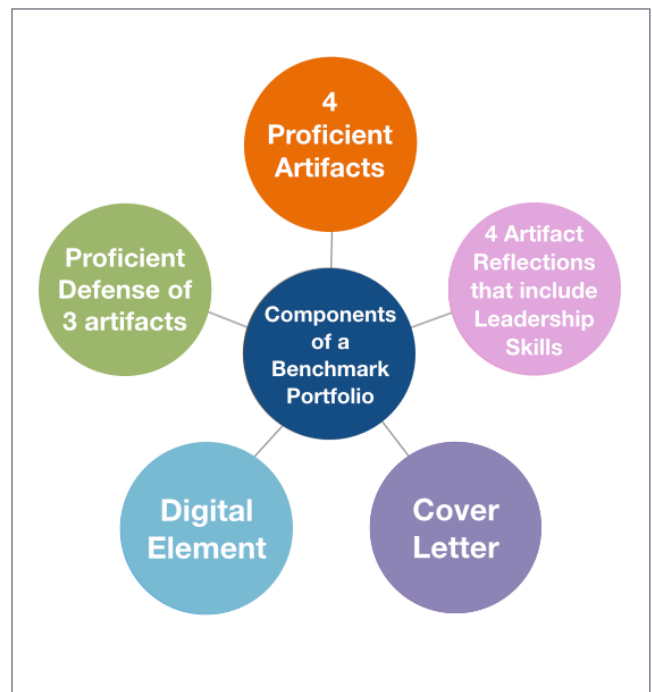 4
Proficient
Artifacts
4 Artifact
Reflections
that include
Leadership
Skills
Proficient
Defense of
3 artifacts
Components
of a
Benchmark
Portfolio
Digital
Element
Cover
Letter